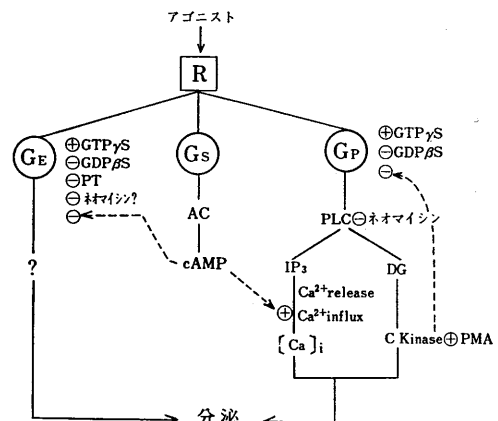 アゴニスト
R
GE
⊕GTPγS
⊖GDPβS
⊖PT
⊖ネオマイシン?
⊖
GS
GP
⊕GTPγS
⊖GDPβS
⊖
AC
PLC⊖ネオマイシン
?
cAMP
IP3
DG
Ca2+release
⊕Ca2+influx
[Ca]i
C Kinase⊕PMA
分泌